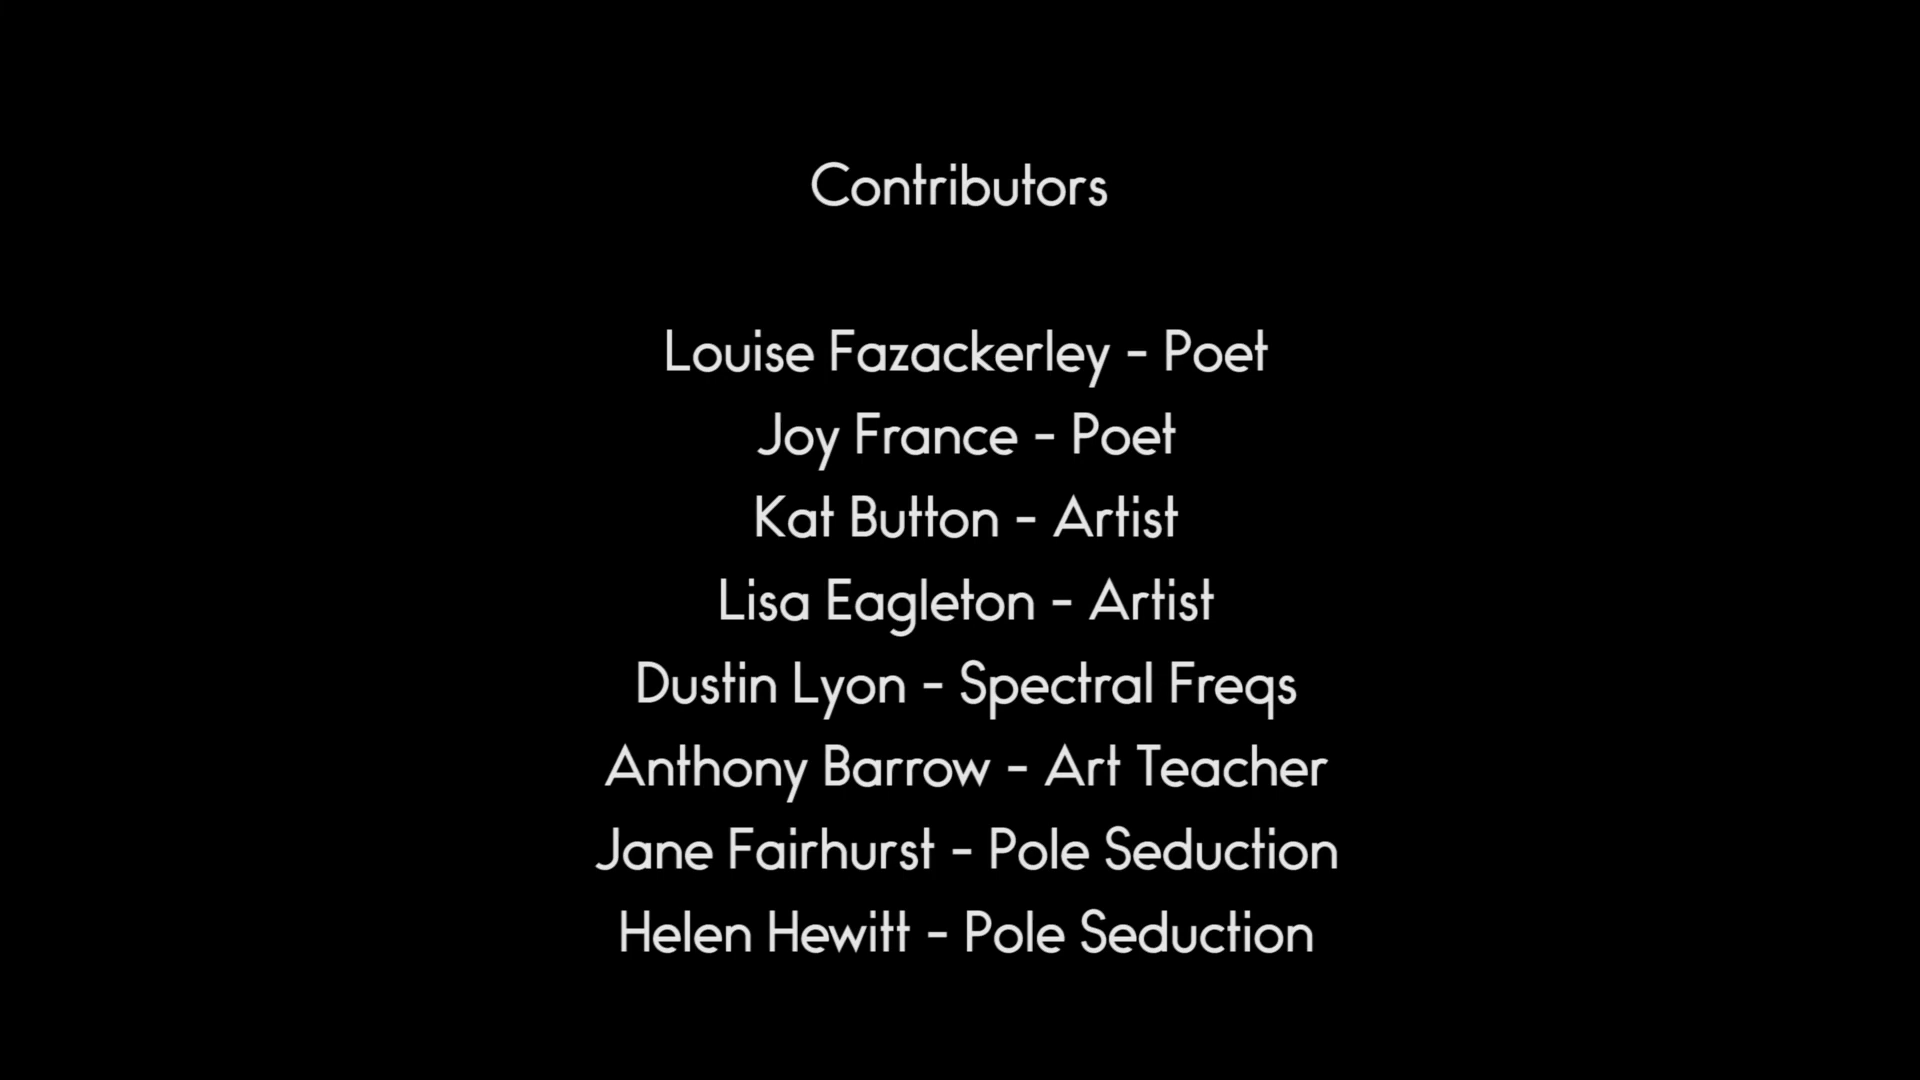 Contributors
Louise Fazackerley - Poet
Joy France - Poet
Kat Button - Artist
Lisa Eagleton - Artist
Dustin Lyon - Spectral Freqs
Anthony Barrow - Art Teacher
Jane Fairhurst - Pole Seduction
Helen Hewitt - Pole Seduction